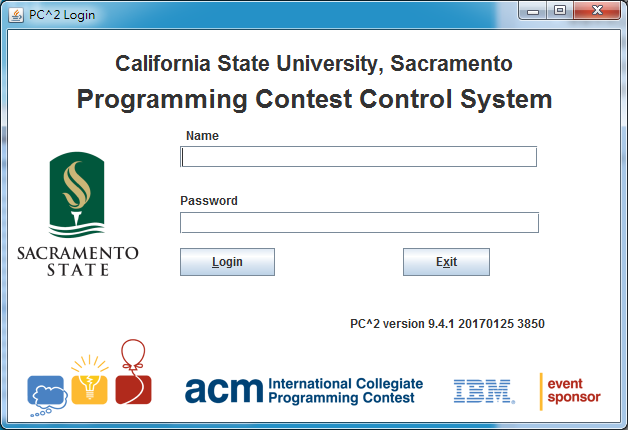 PC^2 Login
California State University, Sacramento
Programming Contest Control System
Name
SACRAMENTO
STATE
Password
Login
Exit
PC^2 version 9.4.1 20170125 3850
acm International Collegiate
Programming Contest
IBM.
event
sponsor